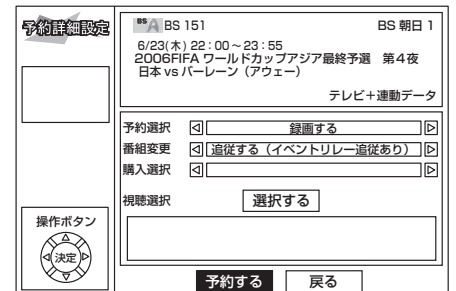 予約詳細設定
BSA BS 151 BS 朝日 1
6/23(木) 22:00~23:55
2006FIFA ワールドカップアジア最終予選 第4夜
日本 vs バーレーン（アウェー）
テレビ+連動データ
予約選択 録画する
番組変更 追従する（イベントリレー追従あり）
購入選択
視聴選択 選択する
操作ボタン
決定
予約する 戻る